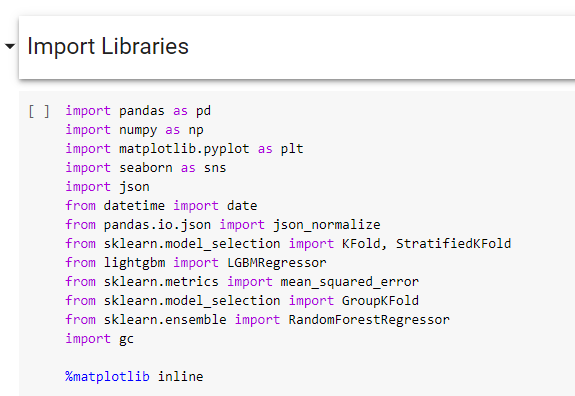 Import Libraries
[ ] import pandas as pd
import numpy as np
import matplotlib.pyplot as plt
import seaborn as sns
import json
from datetime import date
from pandas.io.json import json_normalize
from sklearn.model_selection import KFold, StratifiedKFold
from lightgbm import LGBMRegressor
from sklearn.metrics import mean_squared_error
from sklearn.model_selection import GroupKFold
from sklearn.ensemble import RandomForestRegressor
import gc
%matplotlib inline